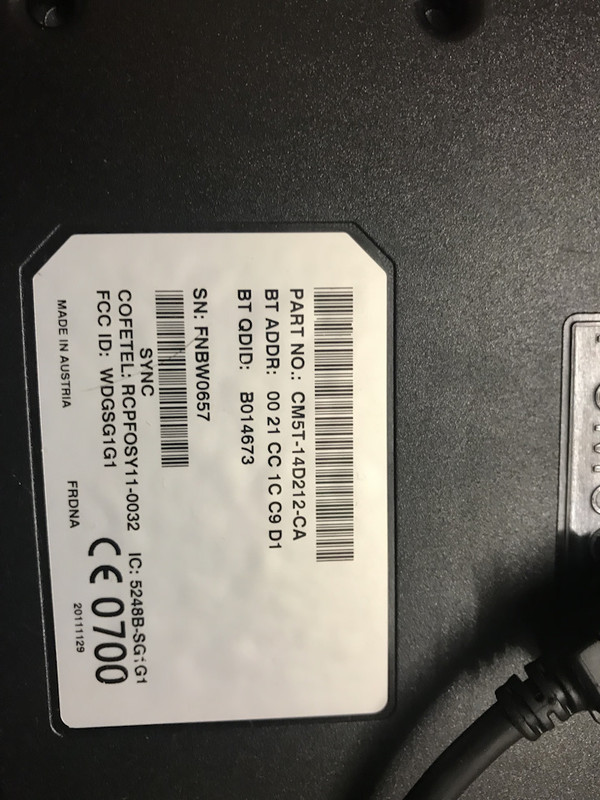 PART NO.: CM5T-14D212-CA
BT ADDR: 00 21 CC 1C C9 D1
BT QDID: B014673
SN: FNBW0657
SYNC
COFETEL: RCPFOSY11-0032 IC: 5248B-SG1G1
FCC ID: WDGSG1G1
CE 0700
MADE IN AUSTRIA FRDNA 20111129